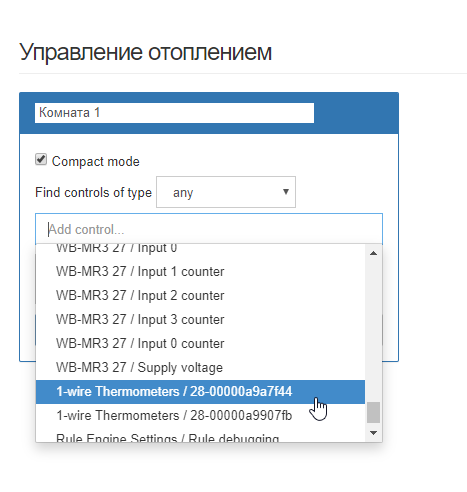 Управление отоплением
Комната 1
Compact mode
Find controls of type any
Add control...
WB-MR3 27 / Input 0
WB-MR3 27 / Input 1 counter
WB-MR3 27 / Input 2 counter
WB-MR3 27 / Input 3 counter
WB-MR3 27 / Input 0 counter
WB-MR3 27 / Supply voltage
1-wire Thermometers / 28-00000a9a7f44
1-wire Thermometers / 28-00000a9907fb
Rule Engine Settings / Rule debugging